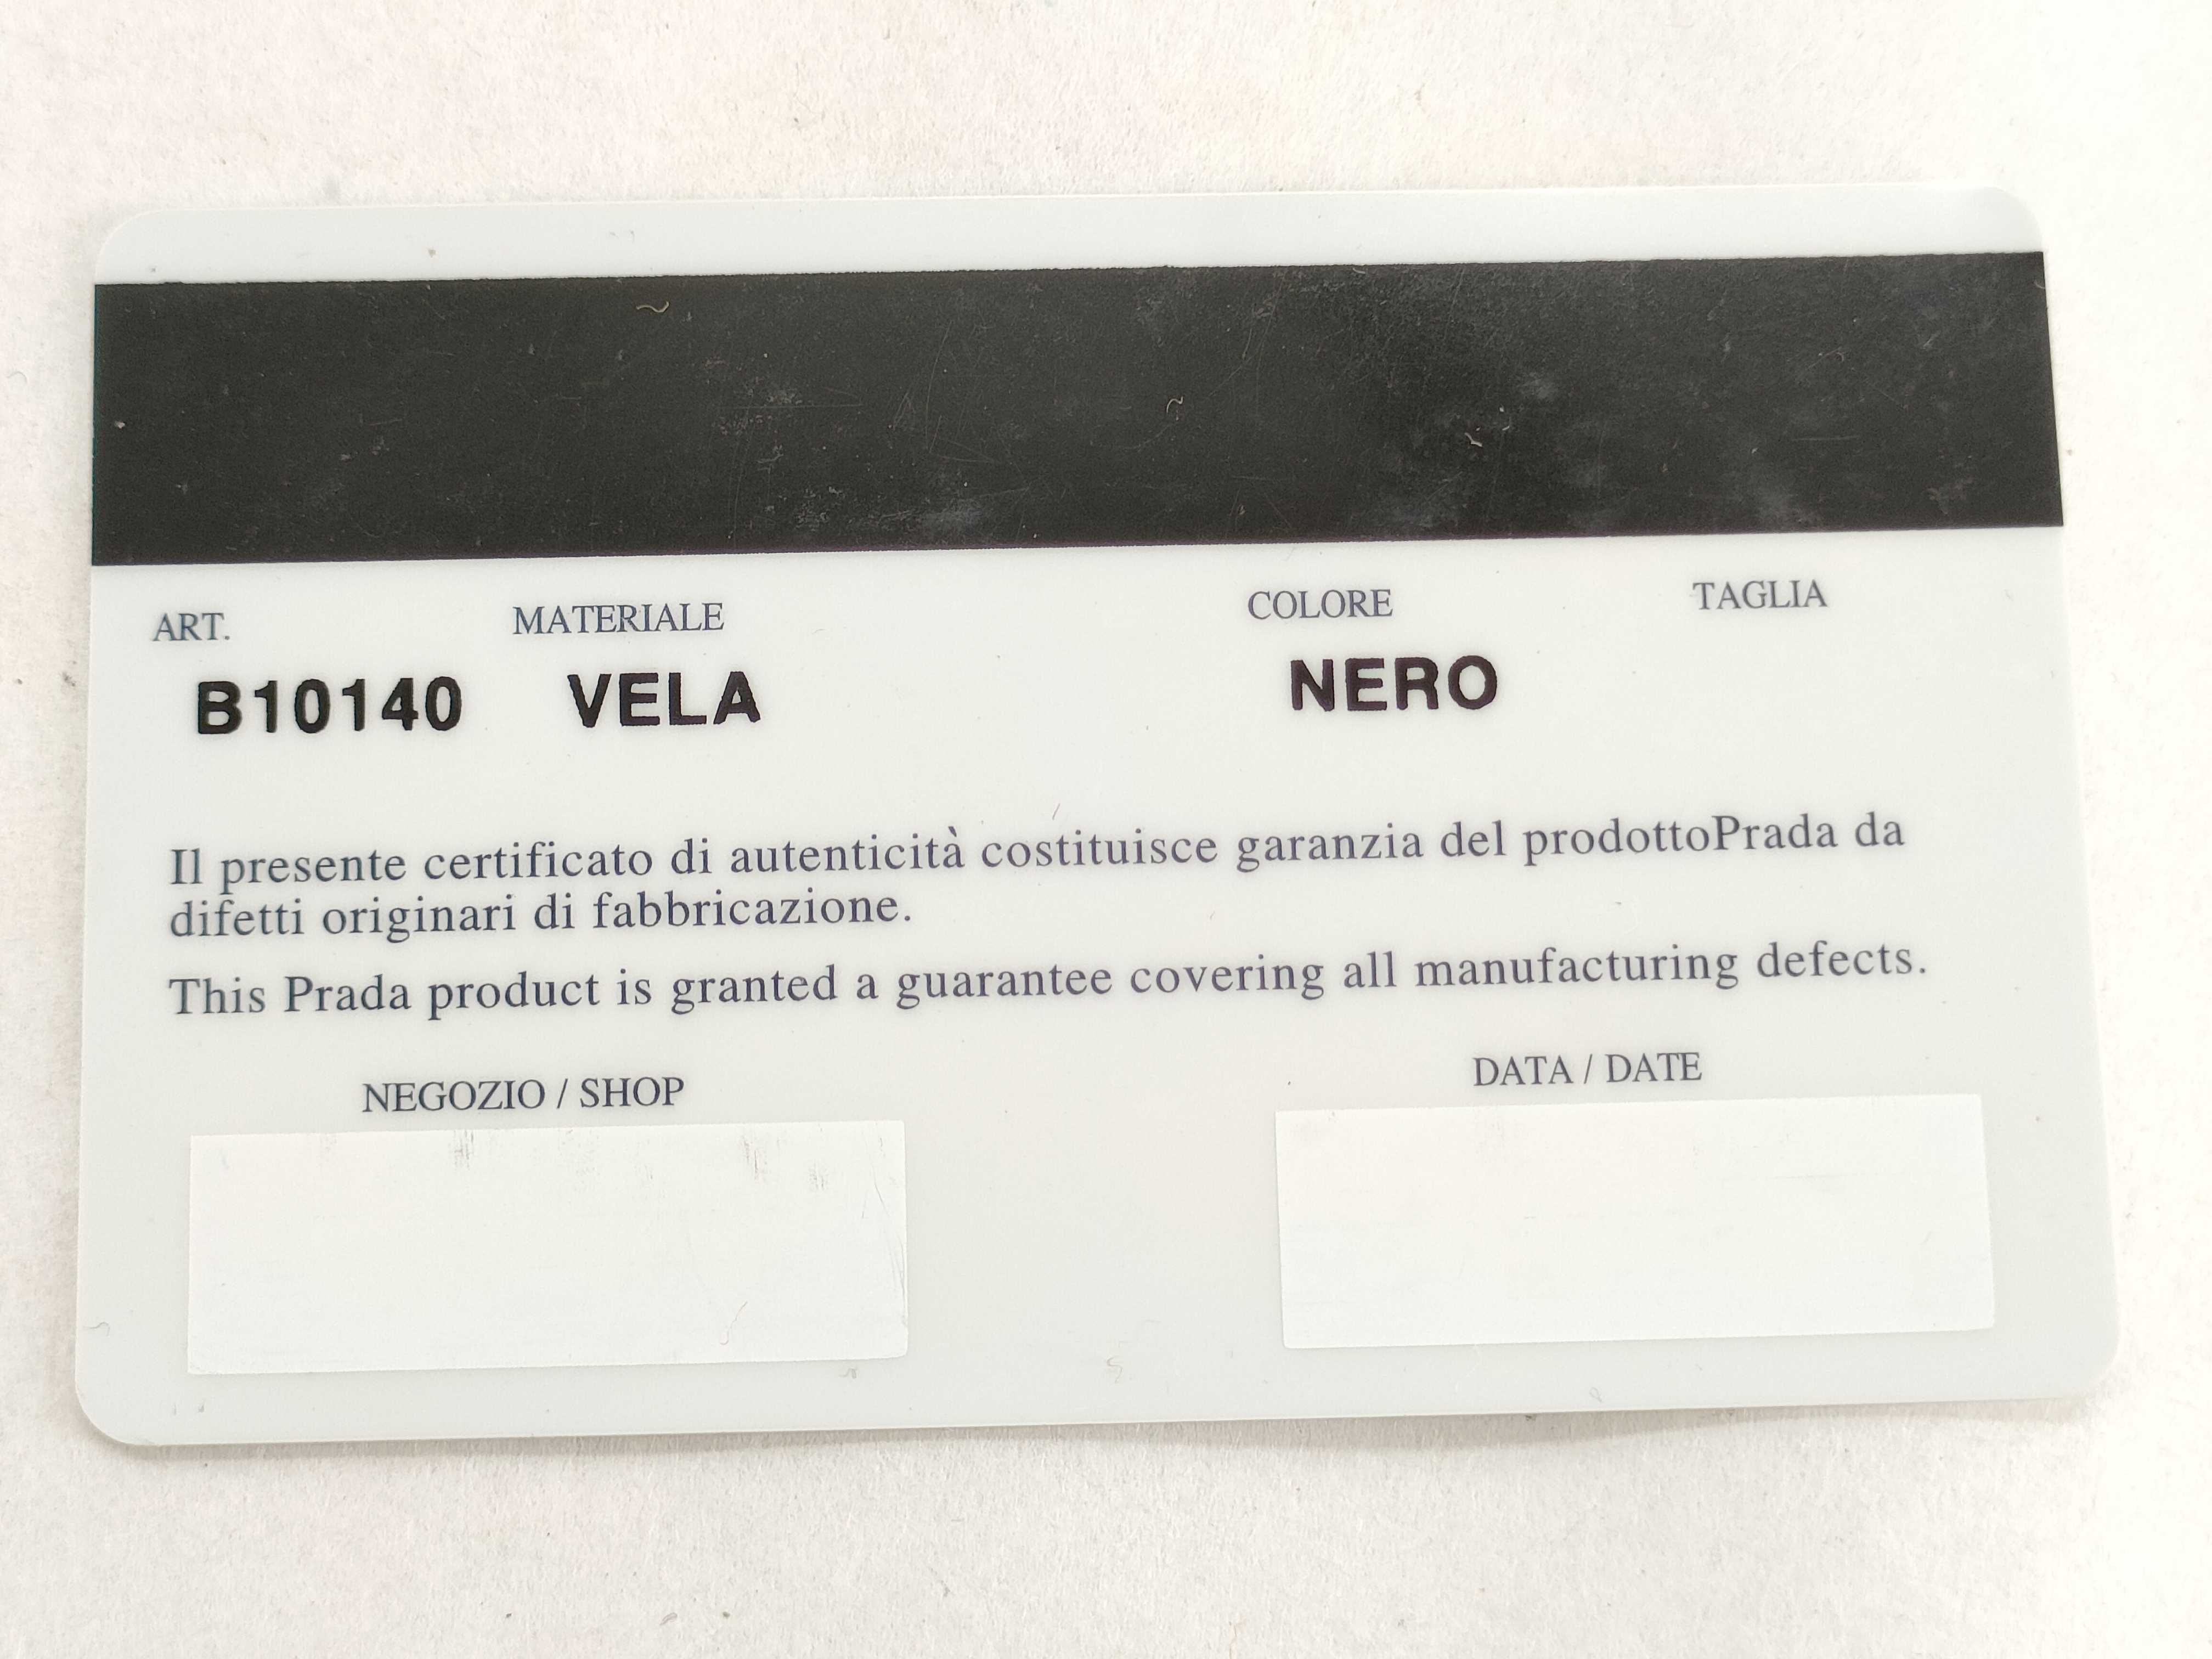 ART. MATERIALE COLORE TAGLIA
B10140 VELA NERO
Il presente certificato di autenticità costituisce garanzia del prodottoPrada da
difetti originari di fabbricazione.
This Prada product is granted a guarantee covering all manufacturing defects.
NEGOZIO / SHOP DATA / DATE